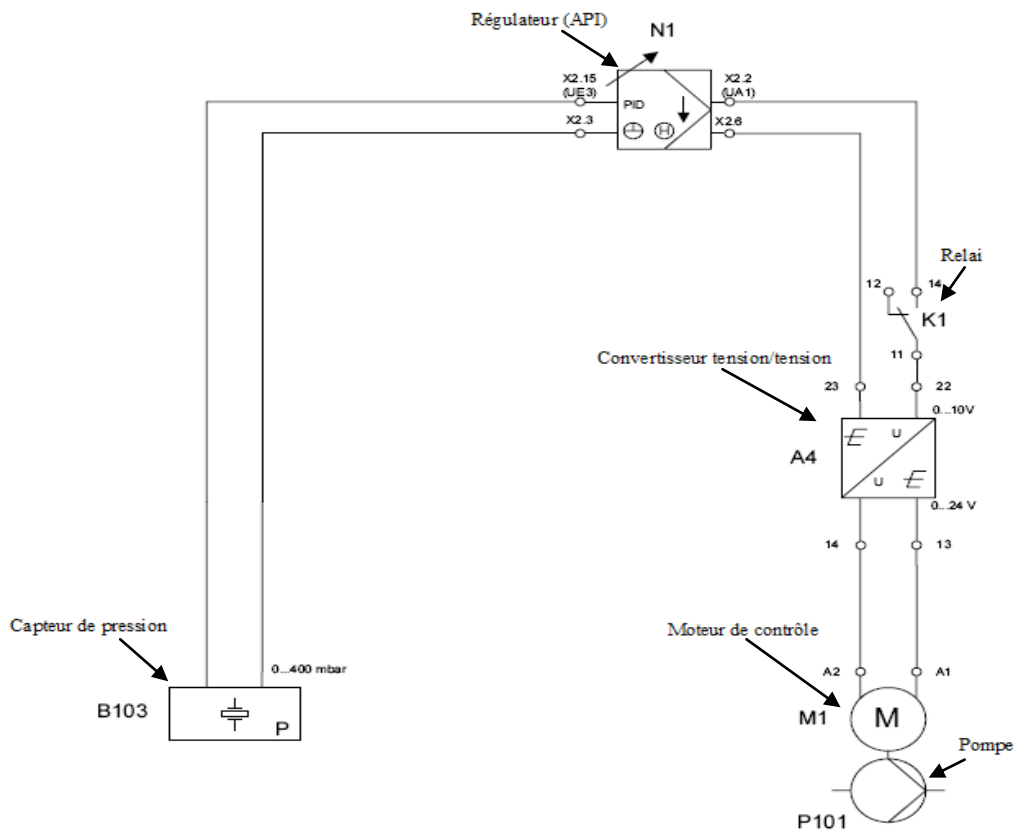 Régulateur (API)
N1
X2.15
(UE3)
X2.2
(UA1)
PID
X2.3
H
X2.6
Relai
12
14
K1
11
Convertisseur tension/tension
23
22
0...10V
U
A4
U
0...24 V
14
13
Capteur de pression
Moteur de contrôle
0...400 mbar
A2
A1
B103
P
M1
M
Pompe
P101